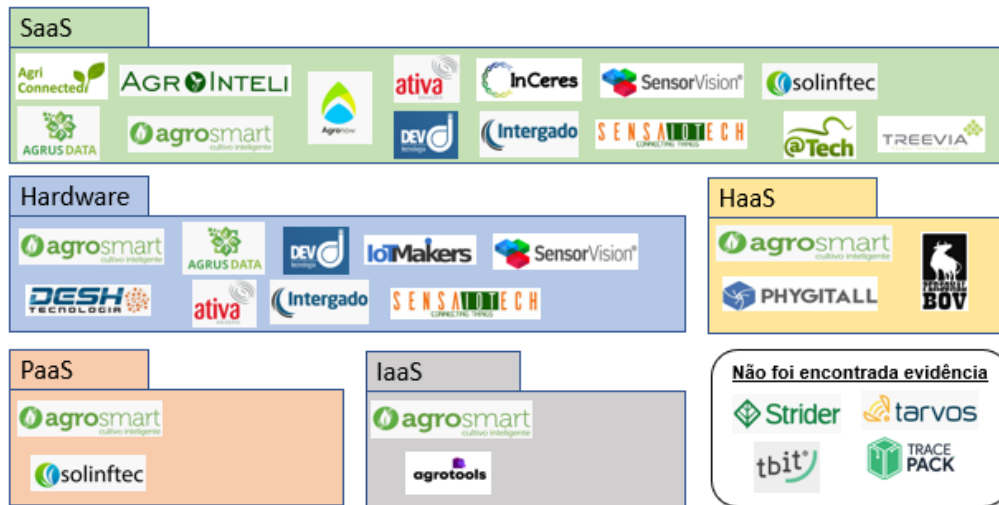 SaaS
Agri Connected
AGROINTELI
Agronow
ativa
InCeres
SensorVision®
solinftec
AGRUS DATA
agrosmart
cultivo inteligente
DEV
tecnologia
Intergado
SENSAIOTECH
CONNECTING THINGS
@Tech
TREEVIA
Hardware
agrosmart
cultivo inteligente
AGRUS DATA
DEV
tecnologia
IoTMakers
SensorVision®
DESH
TECNOLOGIA
ativa
Intergado
SENSAIOTECH
CONNECTING THINGS
HaaS
agrosmart
cultivo inteligente
PHYGITALL
PERSONAL
BOV
PaaS
agrosmart
cultivo inteligente
solinftec
IaaS
agrosmart
cultivo inteligente
agrotools
Não foi encontrada evidência
Strider
tarvos
tbit
TRACE
PACK